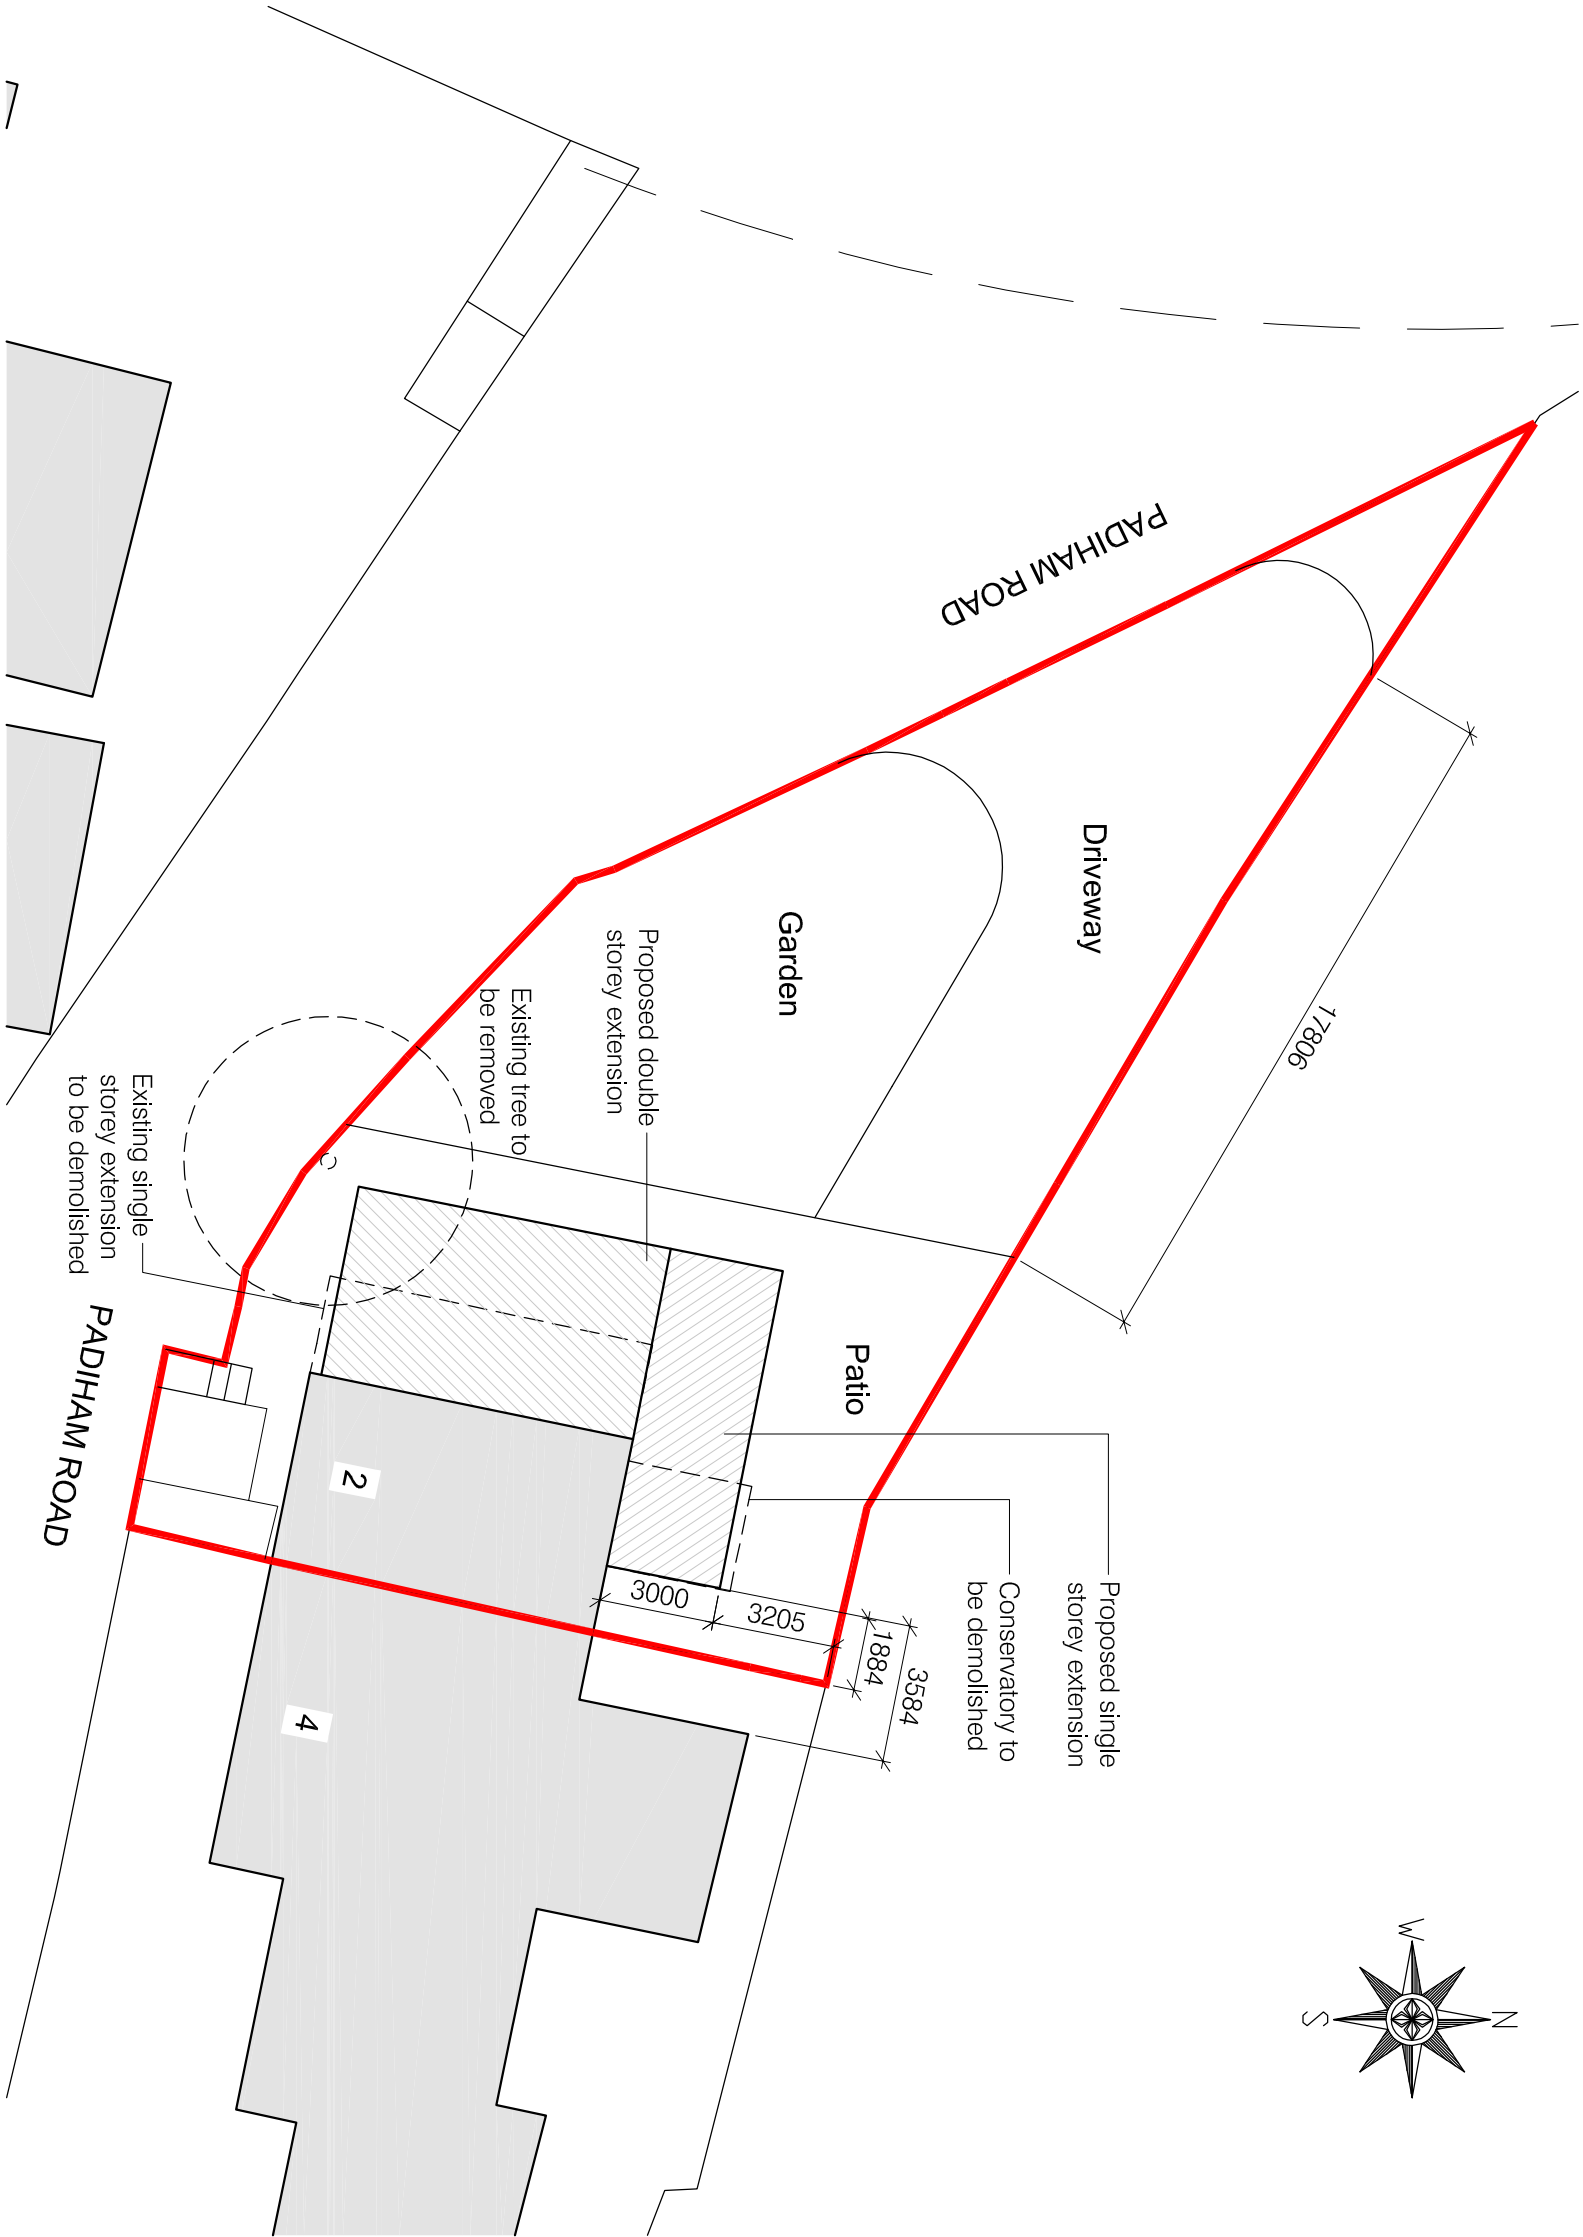 PADIHAM ROAD
Driveway
17806
Garden
Proposed double
storey extension
Existing tree to
be removed
Existing single
storey extension
to be demolished
PADIHAM ROAD
Patio
2
4
3000
3205
1884
3584
Proposed single
storey extension
Conservatory to
be demolished
N
W
S